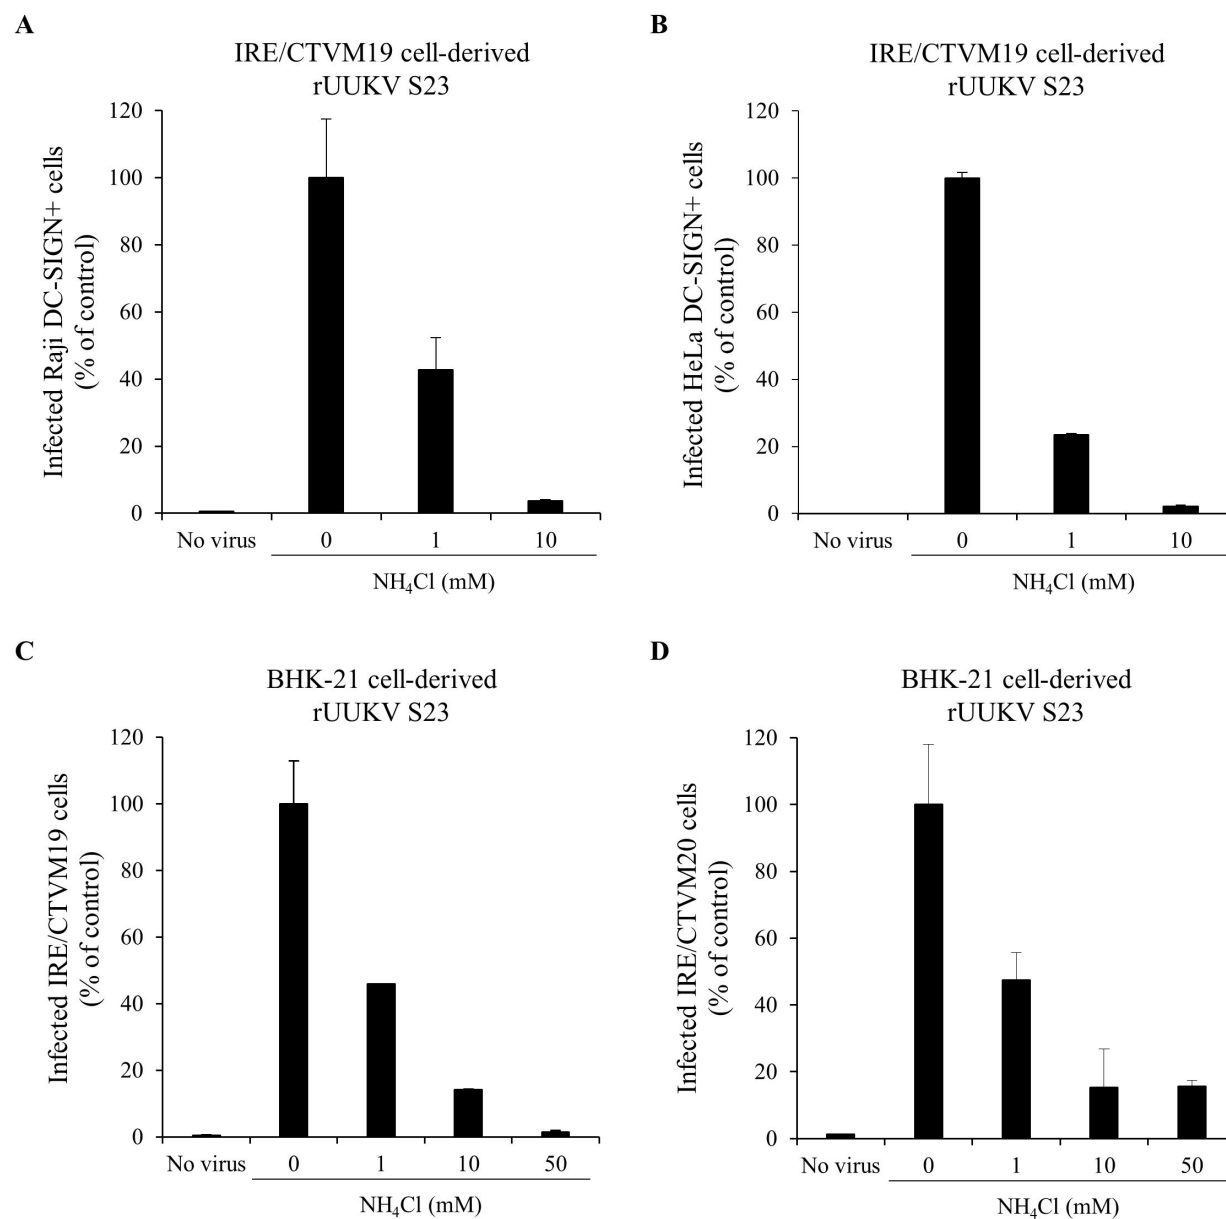 A
IRE/CTVM19 cell-derived
rUUKV S23
Infected Raji DC-SIGN+ cells
(% of control)
120
100
80
60
40
20
0
No virus 0 1 10
NH₄Cl (mM)
B
IRE/CTVM19 cell-derived
rUUKV S23
Infected HeLa DC-SIGN+ cells
(% of control)
120
100
80
60
40
20
0
No virus 0 1 10
NH₄Cl (mM)
C
BHK-21 cell-derived
rUUKV S23
Infected IRE/CTVM19 cells
(% of control)
120
100
80
60
40
20
0
No virus 0 1 10 50
NH₄Cl (mM)
D
BHK-21 cell-derived
rUUKV S23
Infected IRE/CTVM20 cells
(% of control)
120
100
80
60
40
20
0
No virus 0 1 10 50
NH₄Cl (mM)